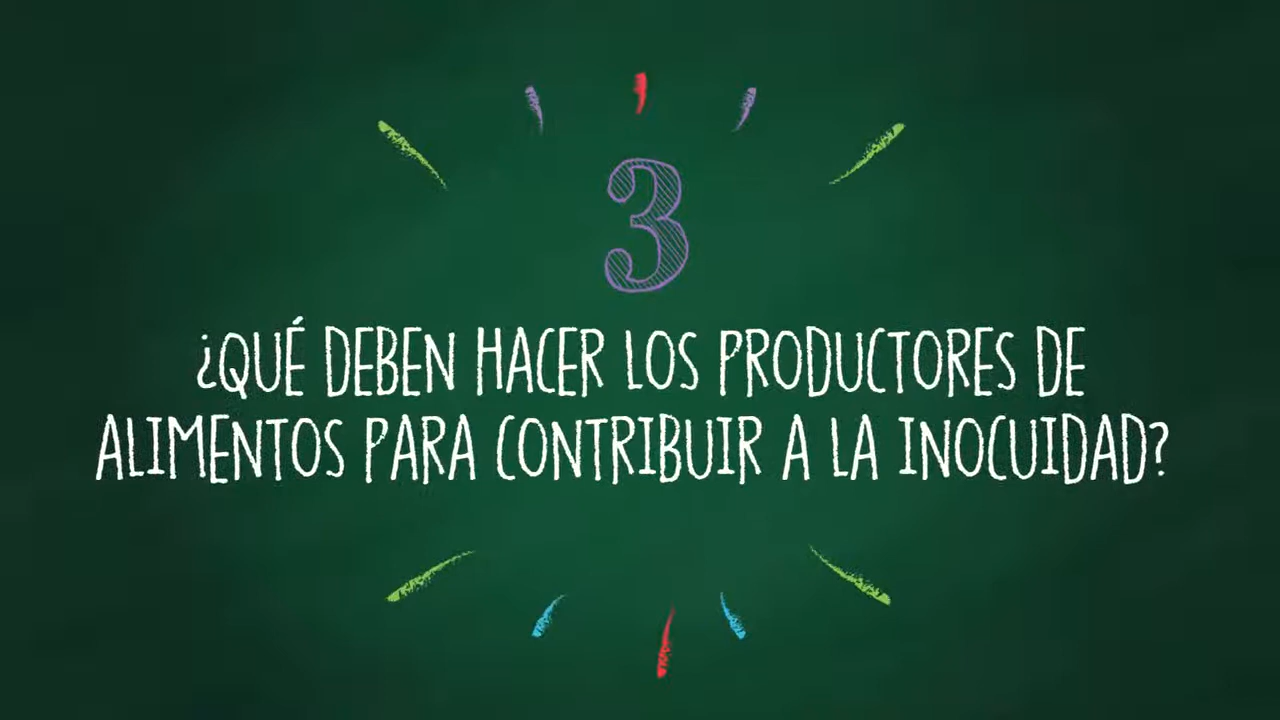 3
¿QUÉ DEBEN HACER LOS PRODUCTORES DE
ALIMENTOS PARA CONTRIBUIR A LA INOCUIDAD?